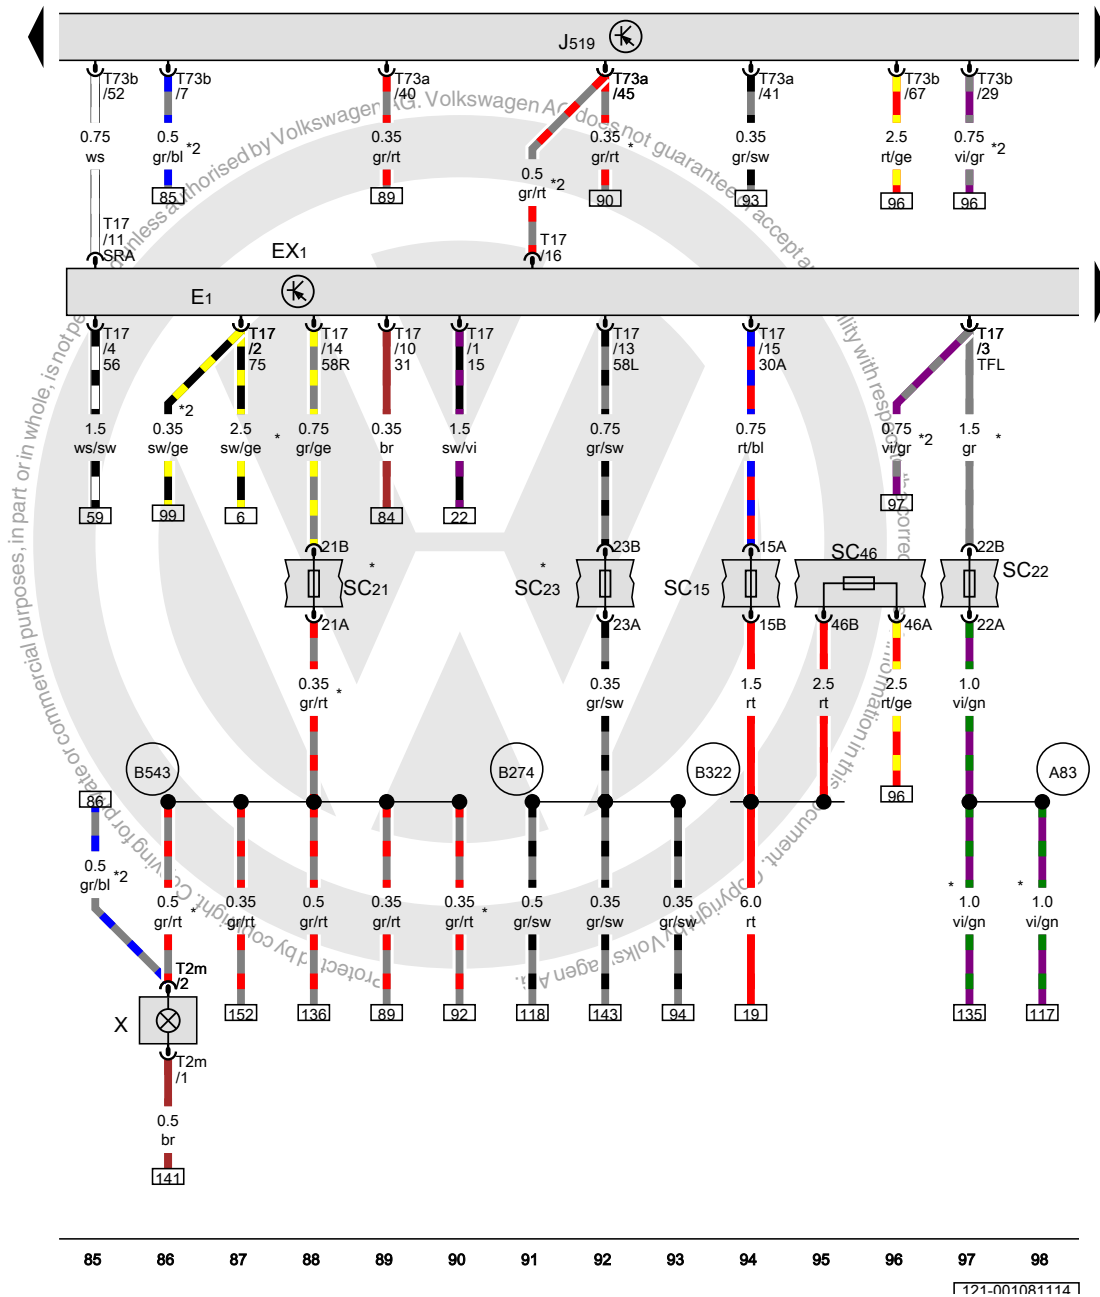 J519
T73b /52
T73b /7
T73a /40
T73a /45
T73a /41
T73b /67
T73b /29
0.75 ws
0.5 gr/bl *2
0.35 gr/rt
0.5 gr/rt *2
0.35 gr/rt *
0.35 gr/sw
2.5 rt/ge
0.75 vi/gr *2
85
89
90
93
96
96
T17 /11 SRA
T17 /16
EX1
E1
T17 /4 56
T17 /2 75
T17 /14 58R
T17 /10 31
T17 /1 15
T17 /13 58L
T17 /15 30A
T17 /3 TFL
1.5 ws/sw
*2 0.35 sw/ge
2.5 sw/ge *
0.75 gr/ge
0.35 br
1.5 sw/vi
0.75 gr/sw
0.75 rt/bl
0.75 vi/gr *2
1.5 gr *
59
99
6
84
22
97
21B
23B
15A
22B
* SC21
* SC23
SC15
SC46
SC22
21A
23A
15B
46B
46A
22A
0.35 gr/rt *
0.35 gr/sw
1.5 rt
2.5 rt
2.5 rt/ge
1.0 vi/gn
B543
B274
B322
A83
86
96
0.5 gr/bl *2
0.5 gr/rt *
0.35 gr/rt
0.5 gr/rt
0.35 gr/rt
0.35 gr/rt *
0.5 gr/sw
0.35 gr/sw
0.35 gr/sw
6.0 rt
* 1.0 vi/gn
* 1.0 vi/gn
T2m /2
152
136
89
92
118
143
94
19
135
117
X
T2m /1
0.5 br
141
85 86 87 88 89 90 91 92 93 94 95 96 97 98
121-001081114